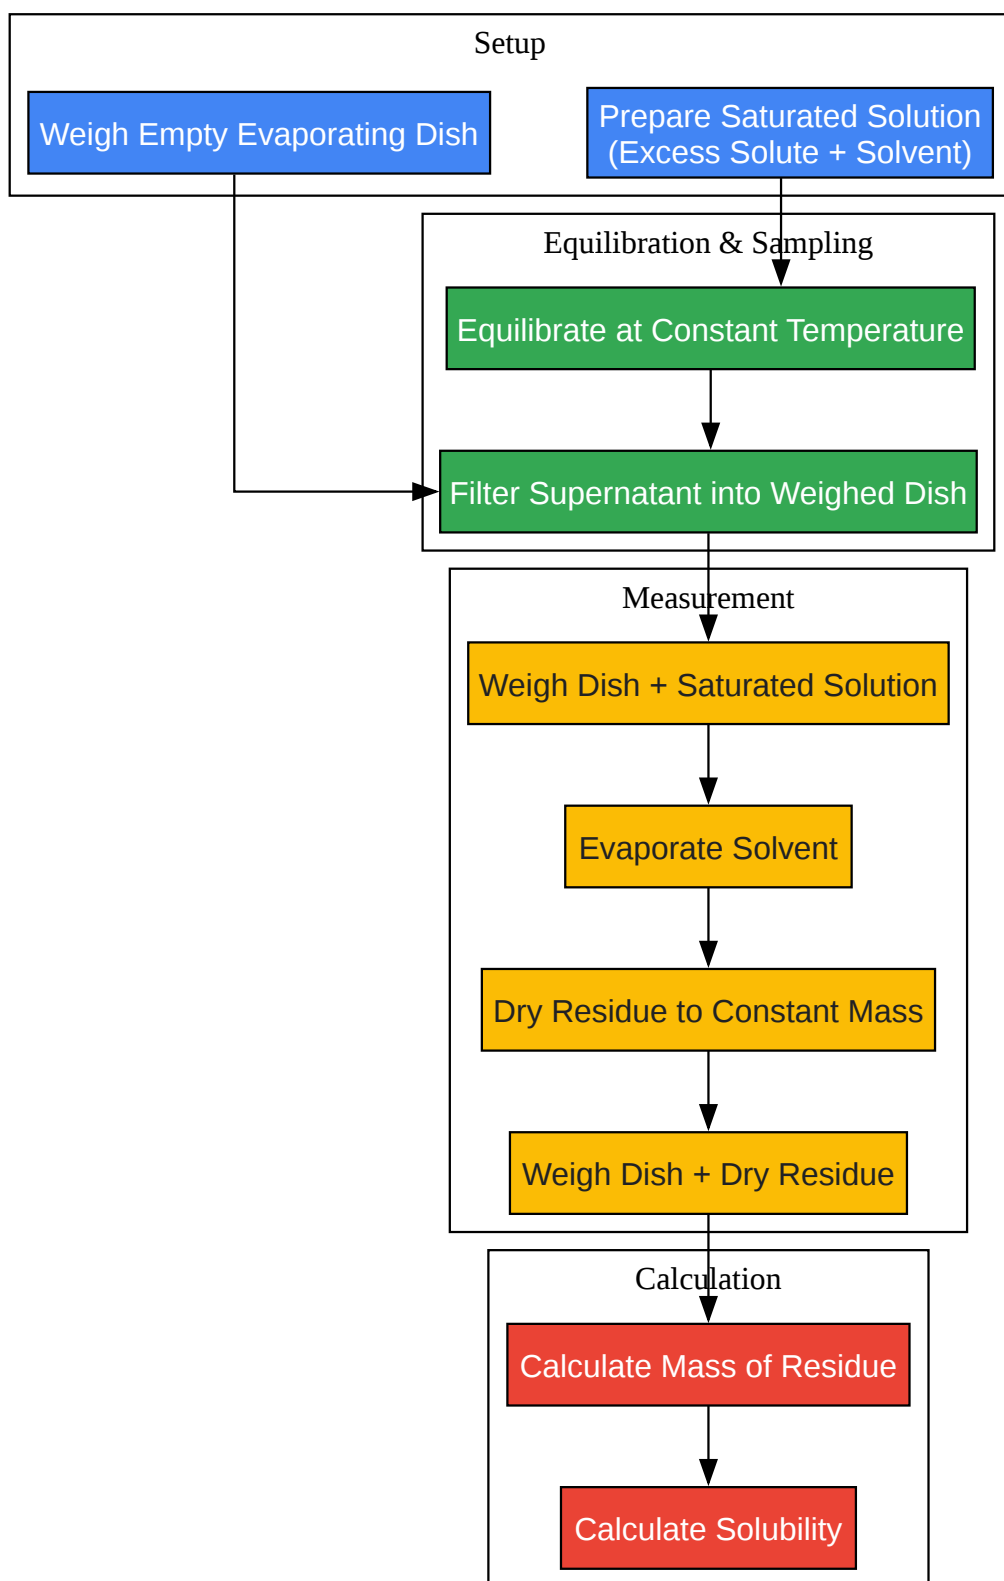 Setup
Weigh Empty Evaporating Dish
Prepare Saturated Solution
(Excess Solute + Solvent)
Equilibration & Sampling
Equilibrate at Constant Temperature
Filter Supernatant into Weighed Dish
Measurement
Weigh Dish + Saturated Solution
Evaporate Solvent
Dry Residue to Constant Mass
Weigh Dish + Dry Residue
Calculation
Calculate Mass of Residue
Calculate Solubility